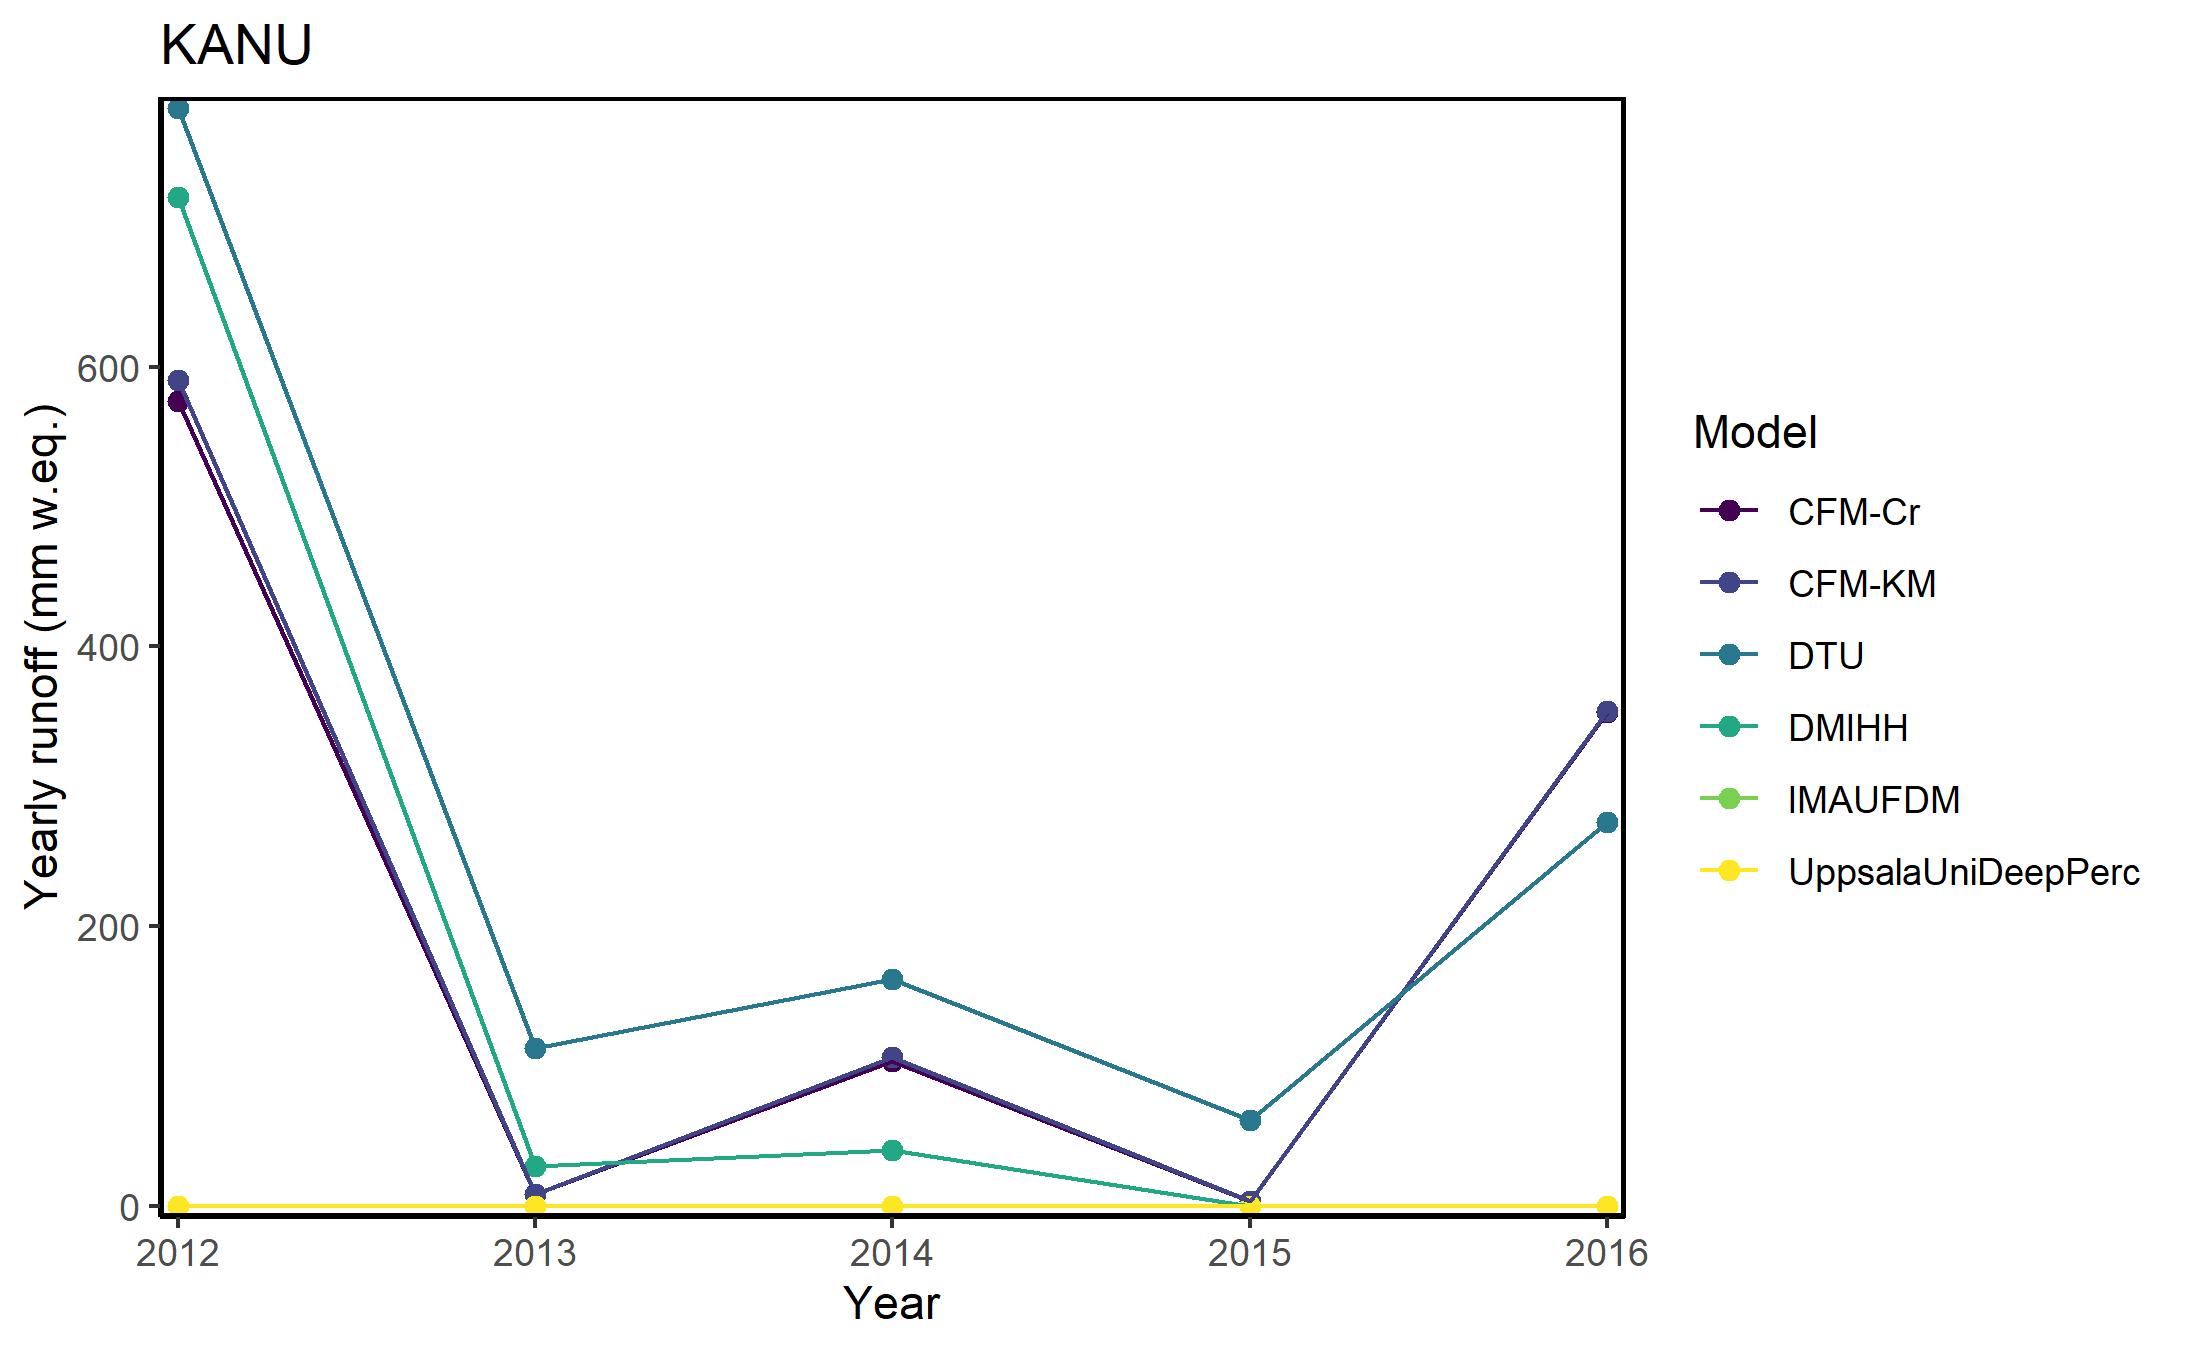 KANU
600
400
200
0
Yearly runoff (mm w.eq.)
2012 2013 2014 2015 2016
Year
Model
CFM-Cr
CFM-KM
DTU
DMIHH
IMAUFDM
UppsalaUniDeepPerc